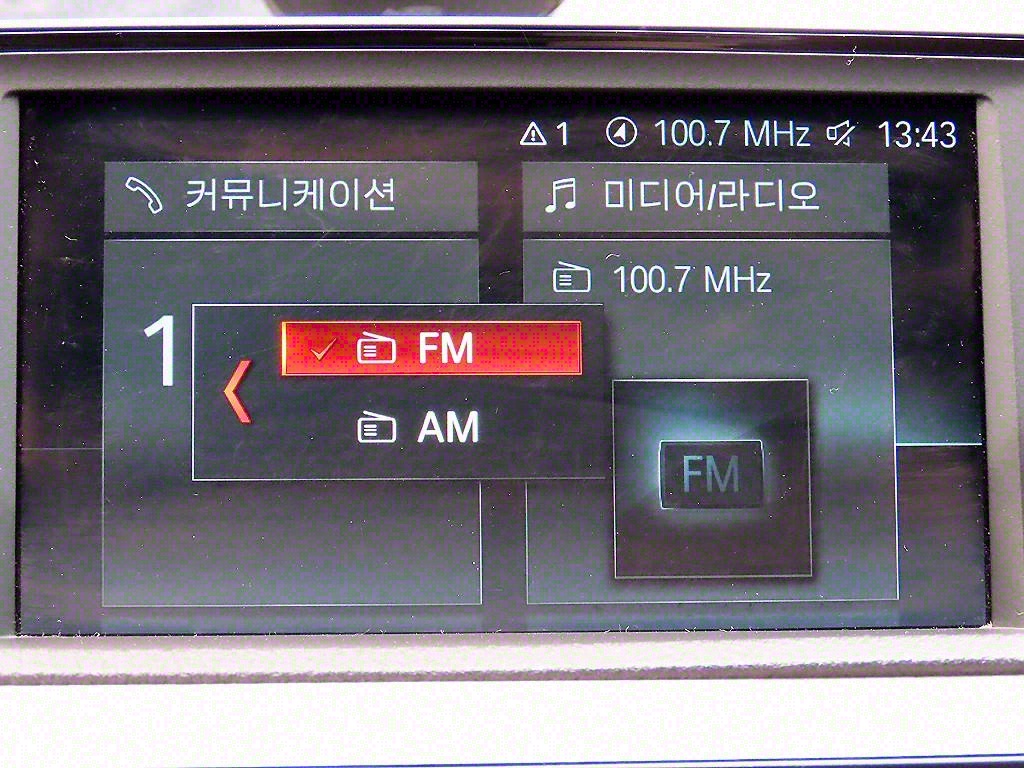 1 100.7 MHz 13:43
커뮤니케이션
미디어/라디오
100.7 MHz
1
FM
AM
FM